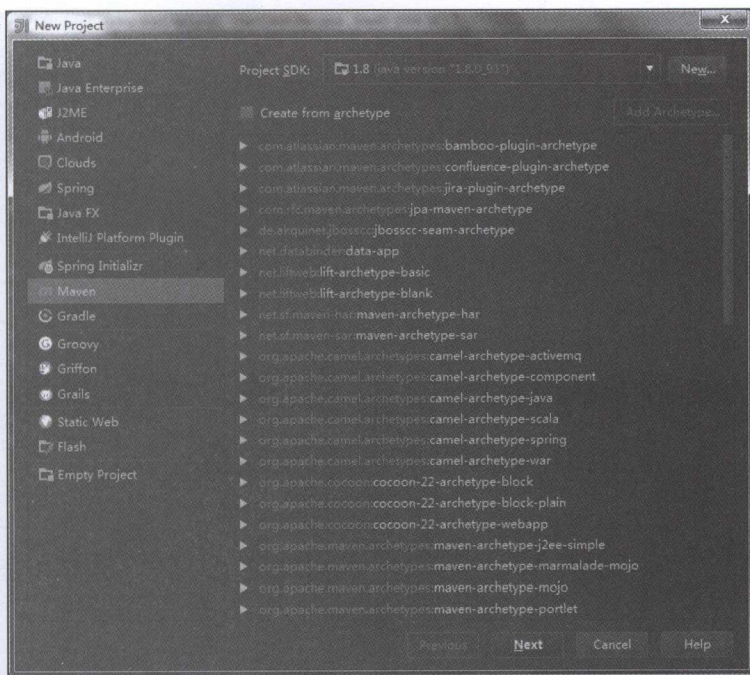 New Project
Java
Java Enterprise
J2ME
Android
Clouds
Spring
Java FX
IntelliJ Platform Plugin
Spring Initializr
Maven
Gradle
Groovy
Griffon
Grails
Static Web
Flash
Empty Project
Project SDK: 1.8 (java version "1.8.0_91") New...
Create from archetype Add Archetype...
com.atlassian.maven.archetypes:bamboo-plugin-archetype
com.atlassian.maven.archetypes:confluence-plugin-archetype
com.atlassian.maven.archetypes:jira-plugin-archetype
com.rfc.maven.archetypes:jpa-maven-archetype
de.akquinet.jbosscc:jbosscc-seam-archetype
net.databinder:data-app
net.liftweb:lift-archetype-basic
net.liftweb:lift-archetype-blank
net.sf.maven-har:maven-archetype-har
net.sf.maven-sar:maven-archetype-sar
org.apache.camel.archetypes:camel-archetype-activemq
org.apache.camel.archetypes:camel-archetype-component
org.apache.camel.archetypes:camel-archetype-java
org.apache.camel.archetypes:camel-archetype-scala
org.apache.camel.archetypes:camel-archetype-spring
org.apache.camel.archetypes:camel-archetype-war
org.apache.cocoon:cocoon-22-archetype-block
org.apache.cocoon:cocoon-22-archetype-block-plain
org.apache.cocoon:cocoon-22-archetype-webapp
org.apache.maven.archetypes:maven-archetype-j2ee-simple
org.apache.maven.archetypes:maven-archetype-marmalade-mojo
org.apache.maven.archetypes:maven-archetype-mojo
org.apache.maven.archetypes:maven-archetype-portlet
Previous Next Cancel Help